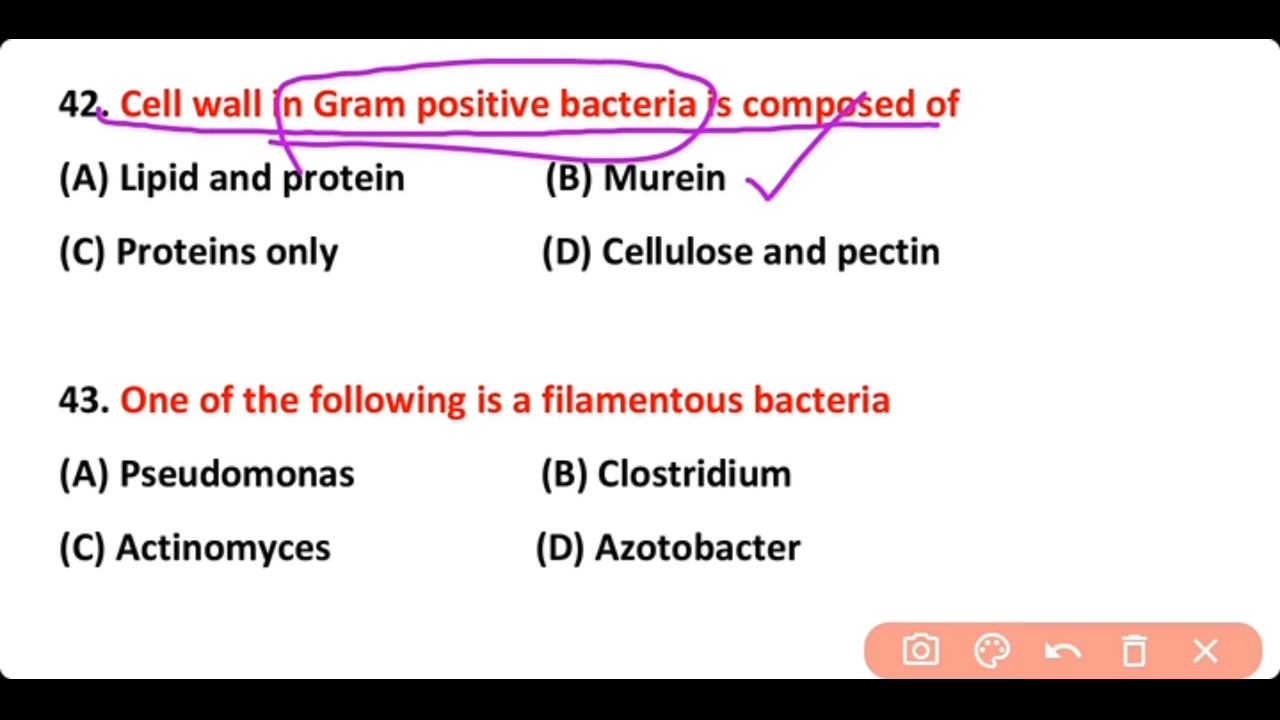 42. Cell wall in Gram positive bacteria is composed of
(A) Lipid and protein (B) Murein
(C) Proteins only (D) Cellulose and pectin
43. One of the following is a filamentous bacteria
(A) Pseudomonas (B) Clostridium
(C) Actinomyces (D) Azotobacter